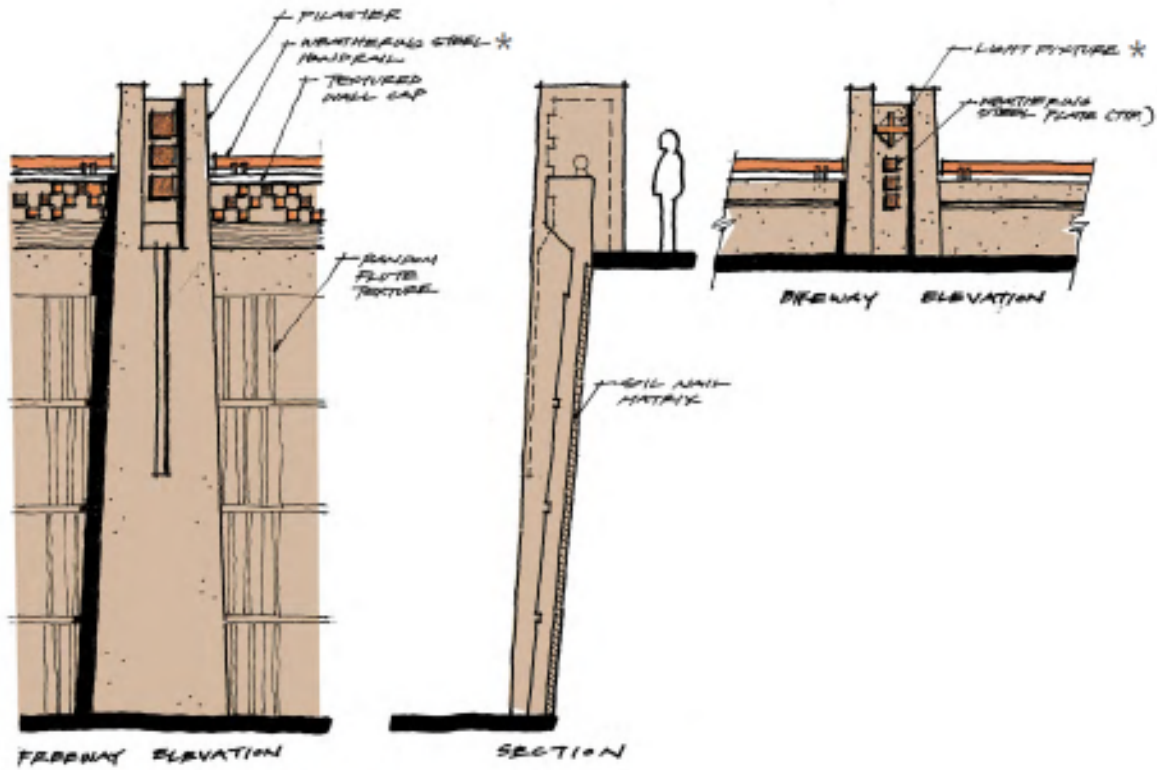 PILASTER
WEATHERING STEEL *
HANDRAIL
TEXTURED
WALL CAP
RANDOM
FLUTE
TEXTURE
FREEWAY ELEVATION
SOIL NAIL
MATRIX
SECTION
LIGHT FIXTURE *
WEATHERING
STEEL PLATE (TYP.)
BIKEWAY ELEVATION